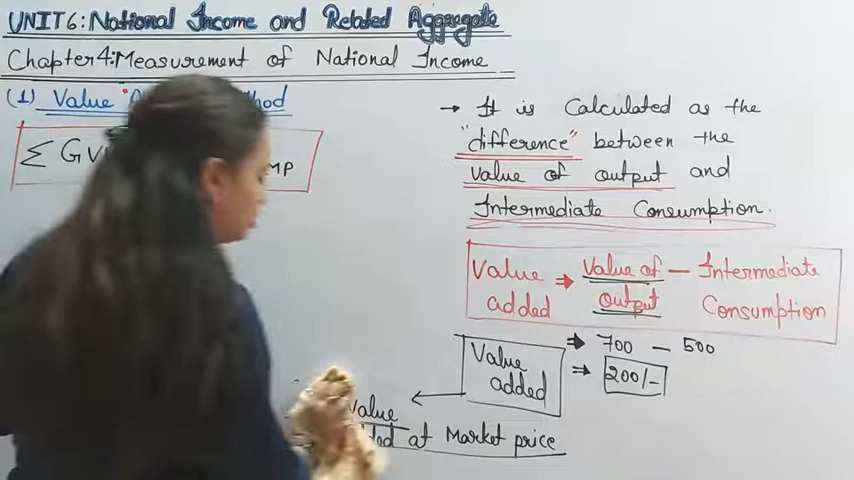 UNIT6: National Income and Related Aggregate
Chapter4:Measurement of National Income
(1) Value
Σ GV MP
→ It is Calculated as the
"difference" between the
Value of output and
Intermediate Consumption.
Value added ⇒ Value of output — Intermediate Consumption
Value added ⇒ 700 — 500
⇒ 200/-
Value
at Market price